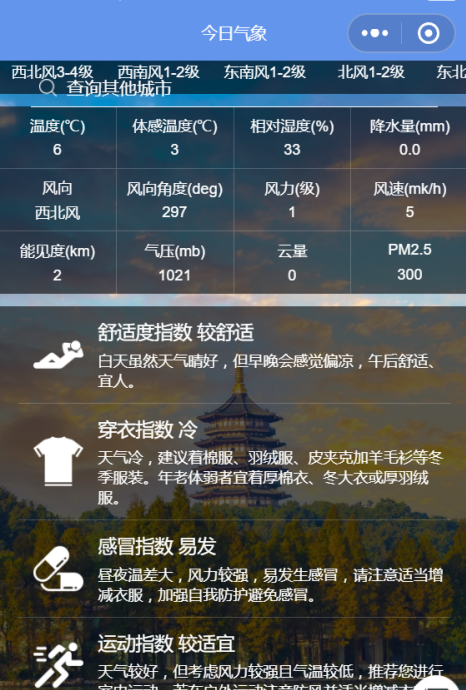 今日气象
西北风3-4级 西南风1-2级 东南风1-2级 北风1-2级 东北
查询其他城市
温度(℃) 体感温度(℃) 相对湿度(%) 降水量(mm)
6 3 33 0.0
风向 风向角度(deg) 风力(级) 风速(mk/h)
西北风 297 1 5
能见度(km) 气压(mb) 云量 PM2.5
2 1021 0 300
舒适度指数 较舒适
白天虽然天气晴好，但早晚会感觉偏凉，午后舒适、
宜人。
穿衣指数 冷
天气冷，建议着棉服、羽绒服、皮夹克加羊毛衫等冬
季服装。年老体弱者宜着厚棉衣、冬大衣或厚羽绒
服。
感冒指数 易发
昼夜温差大，风力较强，易发生感冒，请注意适当增
减衣服，加强自我防护避免感冒。
运动指数 较适宜
天气较好，但考虑风力较强且气温较低，推荐您进行